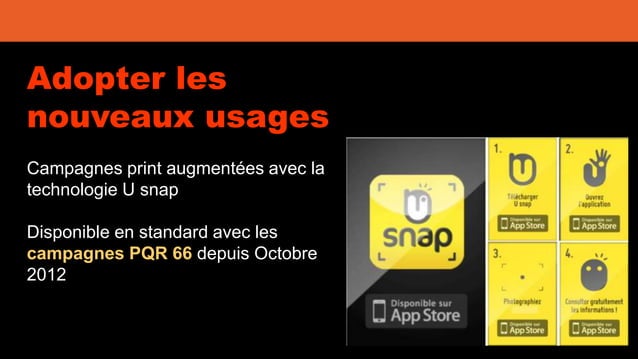 Adopter les
nouveaux usages
Campagnes print augmentées avec la
technologie U snap
Disponible en standard avec les
campagnes PQR 66 depuis Octobre
2012
U
snap
Disponible sur
App Store
1.
Télécharger
U snap
Disponible sur
App Store
2.
Ouvrez
l'application
Disponible sur
App Store
3.
Photographiez
Disponible sur
App Store
4.
Consulter gratuitement
les informations !
Disponible sur
App Store